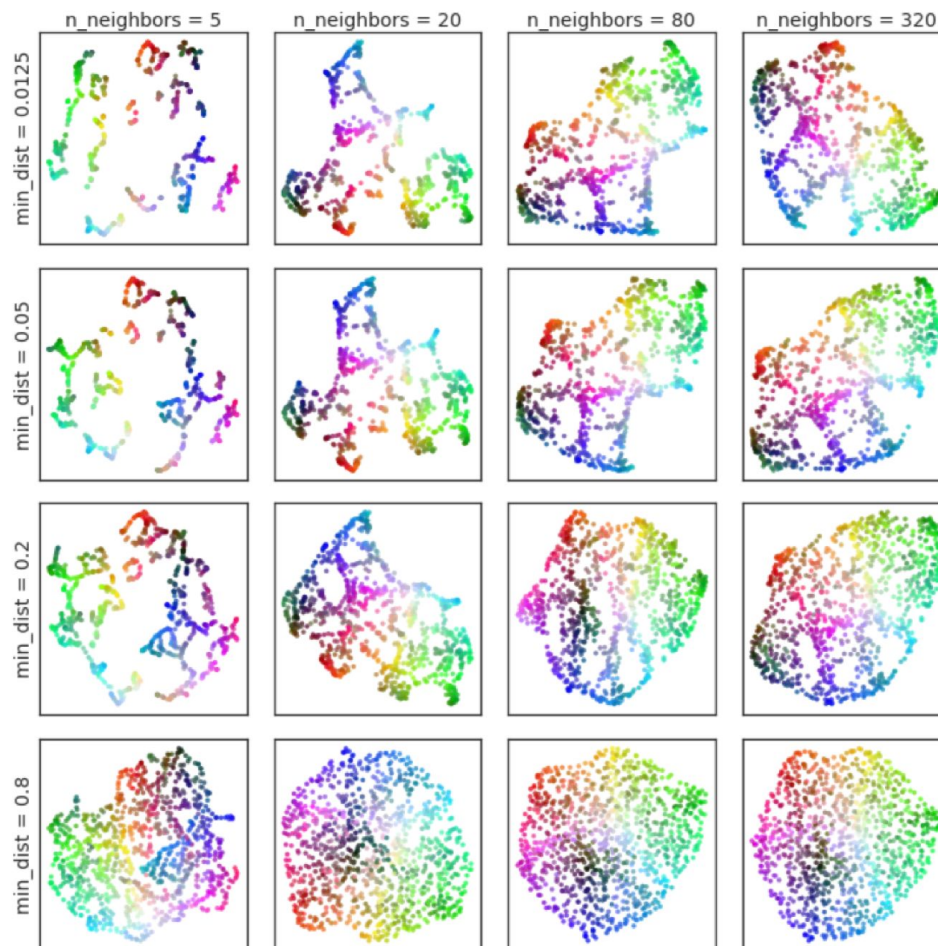 n_neighbors = 5
n_neighbors = 20
n_neighbors = 80
n_neighbors = 320
min_dist = 0.0125
min_dist = 0.05
min_dist = 0.2
min_dist = 0.8